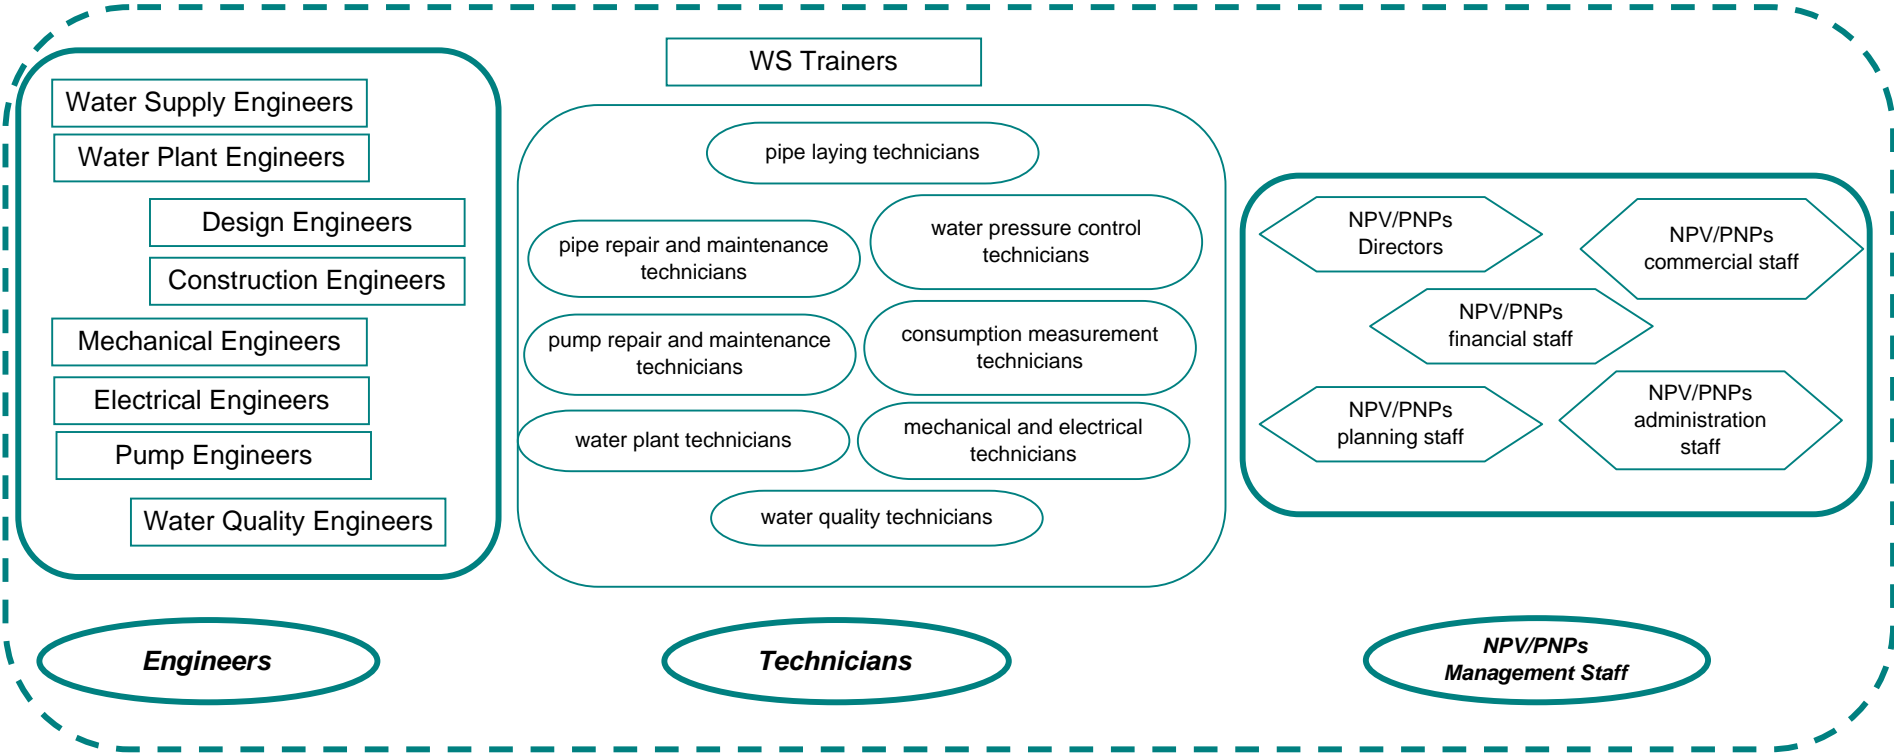 WS Trainers
Water Supply Engineers
Water Plant Engineers
Design Engineers
Construction Engineers
Mechanical Engineers
Electrical Engineers
Pump Engineers
Water Quality Engineers
pipe laying technicians
pipe repair and maintenance
technicians
water pressure control
technicians
pump repair and maintenance
technicians
consumption measurement
technicians
water plant technicians
mechanical and electrical
technicians
water quality technicians
NPV/PNPs
Directors
NPV/PNPs
commercial staff
NPV/PNPs
financial staff
NPV/PNPs
planning staff
NPV/PNPs
administration
staff
Engineers
Technicians
NPV/PNPs
Management Staff